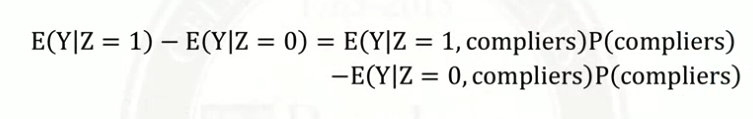 E(Y|Z = 1) − E(Y|Z = 0) = E(Y|Z = 1, compliers)P(compliers)
−E(Y|Z = 0, compliers)P(compliers)